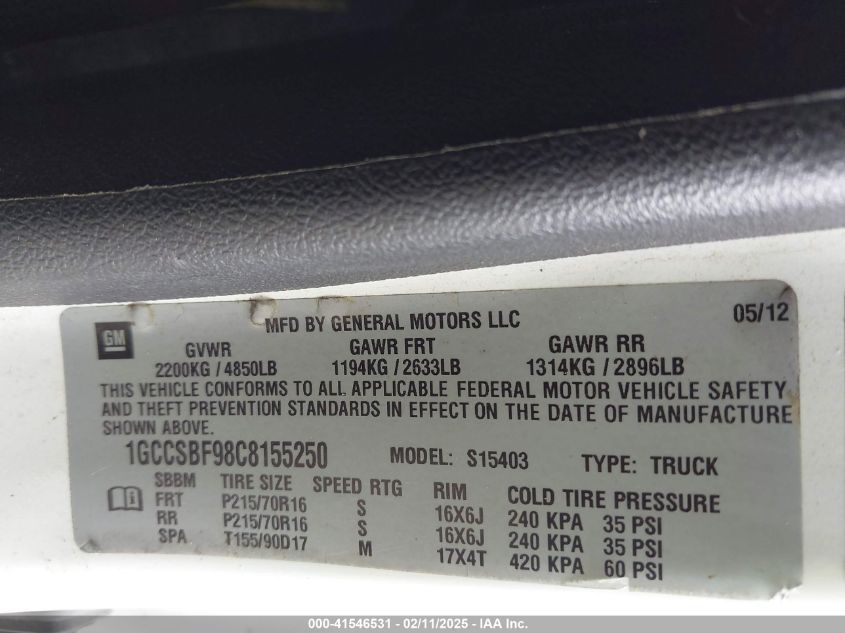 MFD BY GENERAL MOTORS LLC 05/12
GM
GVWR GAWR FRT GAWR RR
2200KG / 4850LB 1194KG / 2633LB 1314KG / 2896LB
THIS VEHICLE CONFORMS TO ALL APPLICABLE FEDERAL MOTOR VEHICLE SAFETY
AND THEFT PREVENTION STANDARDS IN EFFECT ON THE DATE OF MANUFACTURE
SHOWN ABOVE.
1GCCSBF98C8155250 MODEL: S15403 TYPE: TRUCK
SBBM TIRE SIZE SPEED RTG RIM COLD TIRE PRESSURE
FRT P215/70R16 S 16X6J 240 KPA 35 PSI
RR P215/70R16 S 16X6J 240 KPA 35 PSI
SPA T155/90D17 M 17X4T 420 KPA 60 PSI
000-41546531 - 02/11/2025 - IAA Inc.